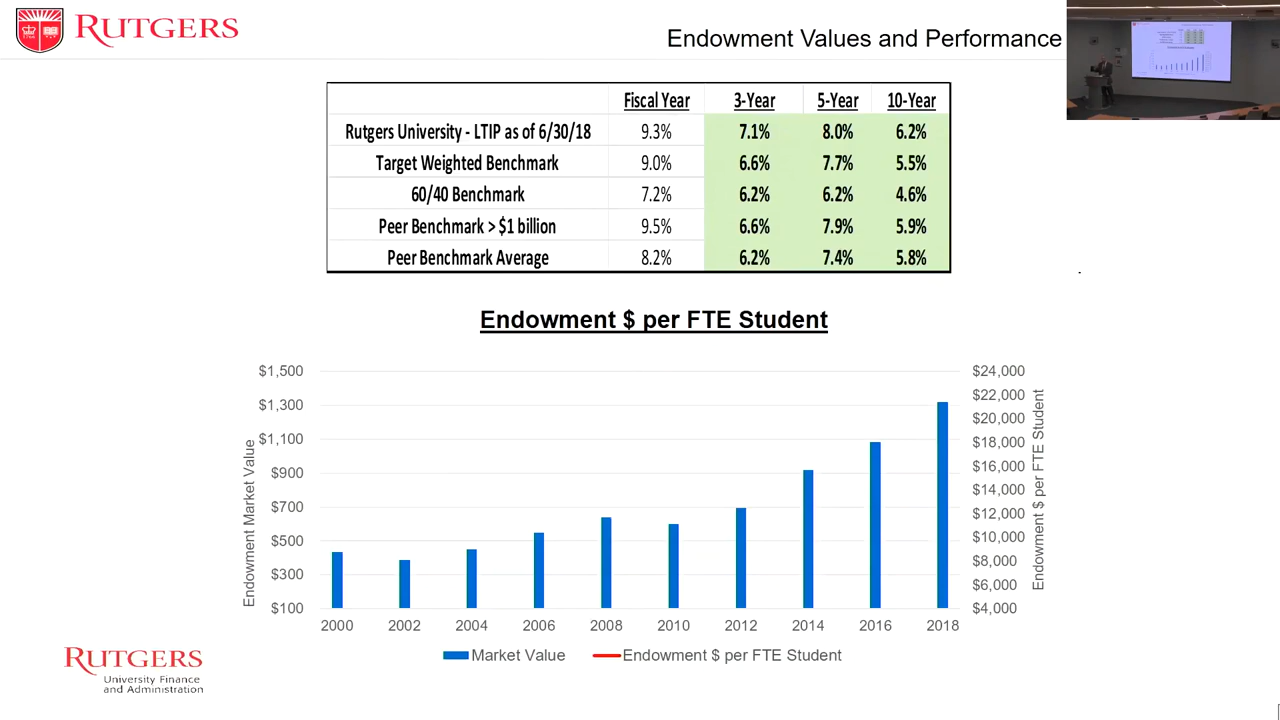 RUTGERS
Endowment Values and Performance
Fiscal Year 3-Year 5-Year 10-Year
Rutgers University - LTIP as of 6/30/18 9.3% 7.1% 8.0% 6.2%
Target Weighted Benchmark 9.0% 6.6% 7.7% 5.5%
60/40 Benchmark 7.2% 6.2% 6.2% 4.6%
Peer Benchmark > $1 billion 9.5% 6.6% 7.9% 5.9%
Peer Benchmark Average 8.2% 6.2% 7.4% 5.8%
Endowment $ per FTE Student
Endowment Market Value
$1,500
$1,300
$1,100
$900
$700
$500
$300
$100
$24,000
$22,000
$20,000
$18,000
$16,000
$14,000
$12,000
$10,000
$8,000
$6,000
$4,000
Endowment $ per FTE Student
2000 2002 2004 2006 2008 2010 2012 2014 2016 2018
Market Value Endowment $ per FTE Student
RUTGERS
University Finance
and Administration